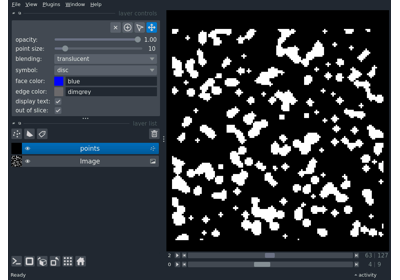 File View Plugins Window Help
layer controls
opacity: 1.00
point size: 10
blending: translucent
symbol: disc
face color: blue
edge color: dimgrey
display text:
out of slice:
layer list
points
Image
2 63 127
0 4 9
Ready
activity